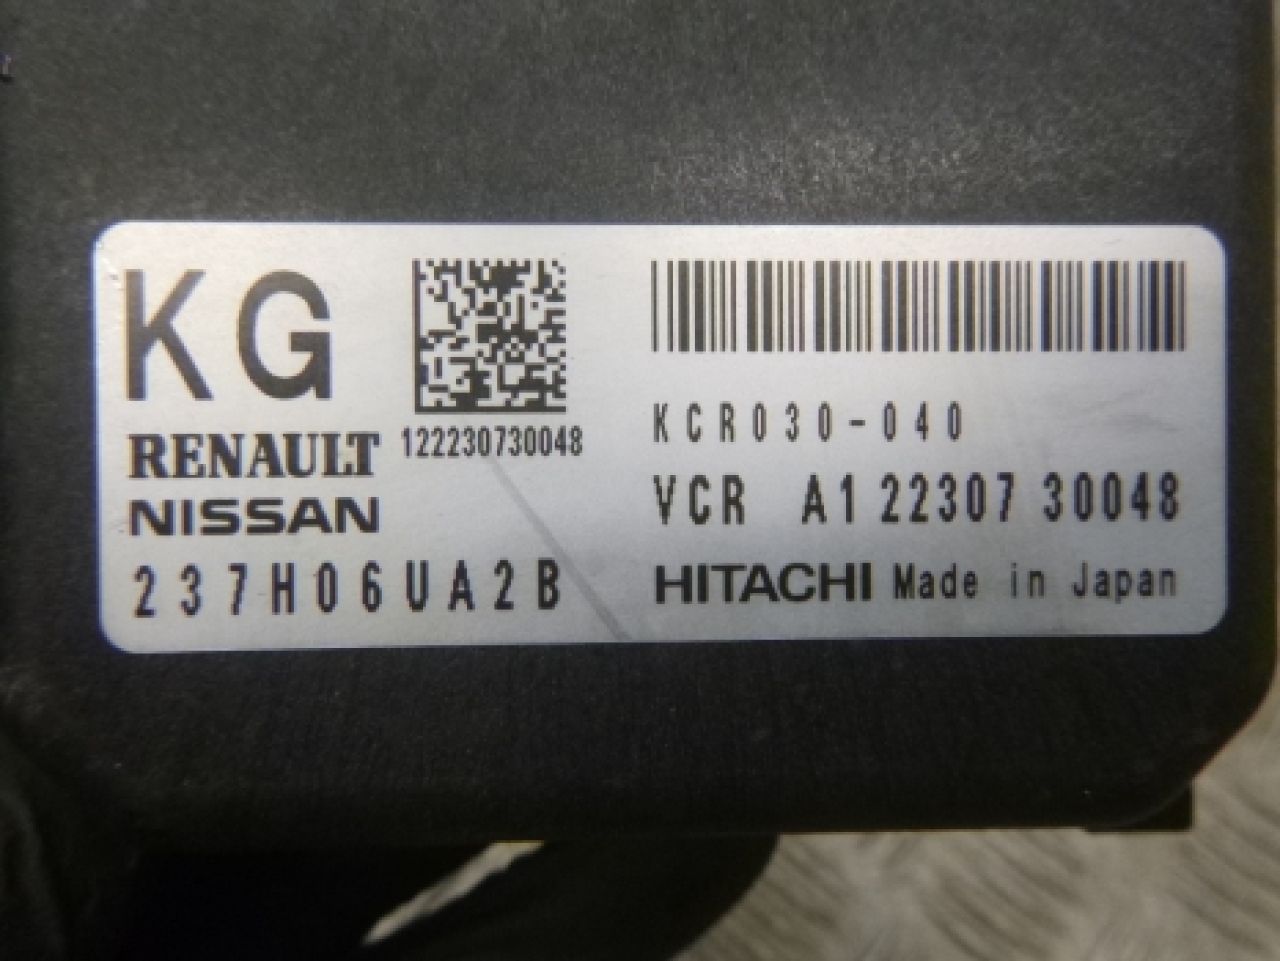 KG
RENAULT
NISSAN
237H06UA2B
122230730048
KCR030-040
VCR A1 22307 30048
HITACHI Made in Japan